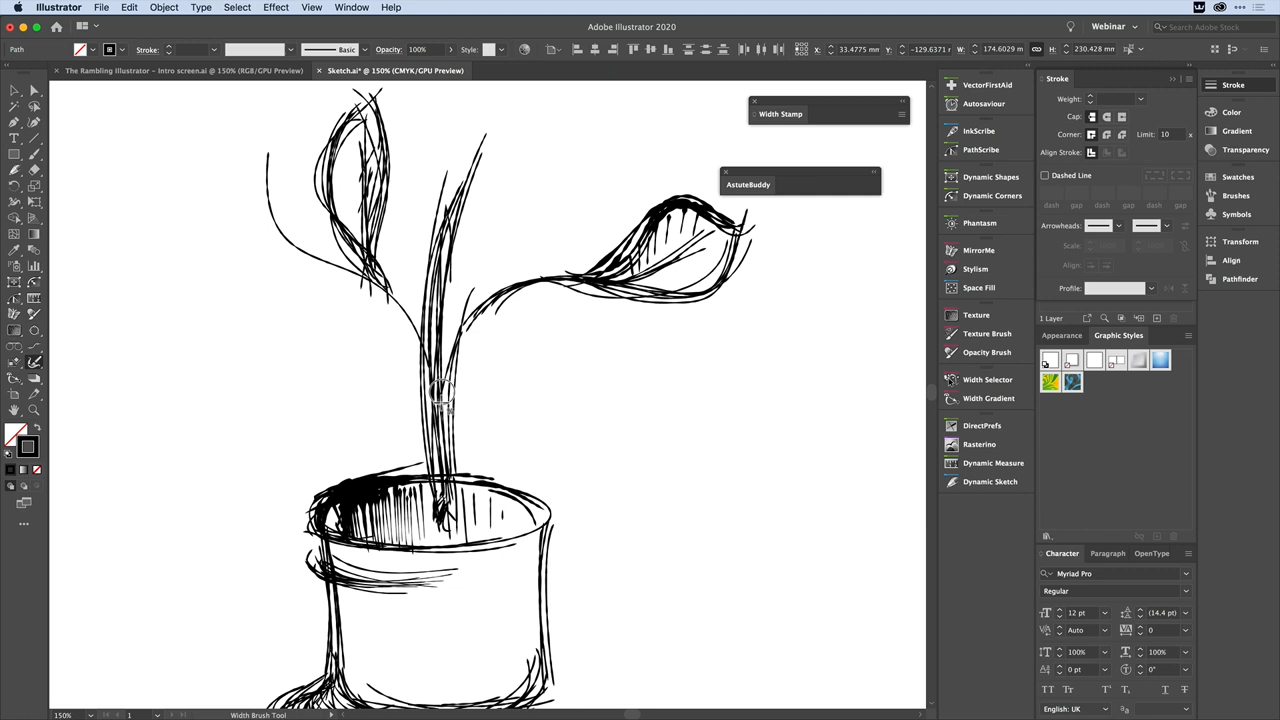 Illustrator File Edit Object Type Select Effect View Window Help
Adobe Illustrator 2020
Webinar
Search Adobe Stock
Path Stroke: Basic Opacity: 100% Style: X: 33.4775 mm Y: -129.6371 m W: 174.6029 m H: 230.428 mm
The Rambling Illustrator - Intro screen.ai @ 150% (RGB/GPU Preview)
Sketch.ai* @ 150% (CMYK/GPU Preview)
Width Stamp
AstuteBuddy
VectorFirstAid
Autosaviour
InkScribe
PathScribe
Dynamic Shapes
Dynamic Corners
Phantasm
MirrorMe
Stylism
Space Fill
Texture
Texture Brush
Opacity Brush
Width Selector
Width Gradient
DirectPrefs
Rasterino
Dynamic Measure
Dynamic Sketch
Stroke
Weight:
Cap:
Corner: Limit: 10 x
Align Stroke:
Dashed Line
dash gap dash gap dash gap
Arrowheads:
Scale: 100% 100%
Align:
Profile:
1 Layer
Appearance Graphic Styles
Character Paragraph OpenType
Myriad Pro
Regular
12 pt (14.4 pt)
Auto 0
100% 100%
0 pt 0°
English: UK
Stroke
Color
Gradient
Transparency
Swatches
Brushes
Symbols
Transform
Align
Pathfinder
150% 1 Width Brush Tool